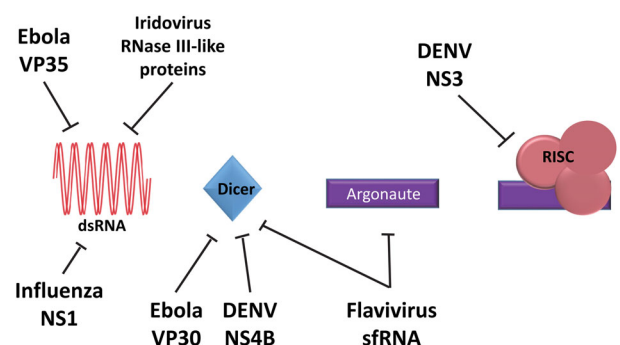 Ebola
VP35
Iridovirus
RNase III-like
proteins
DENV
NS3
dsRNA
Dicer
Argonaute
RISC
Influenza
NS1
Ebola
VP30
DENV
NS4B
Flavivirus
sfRNA